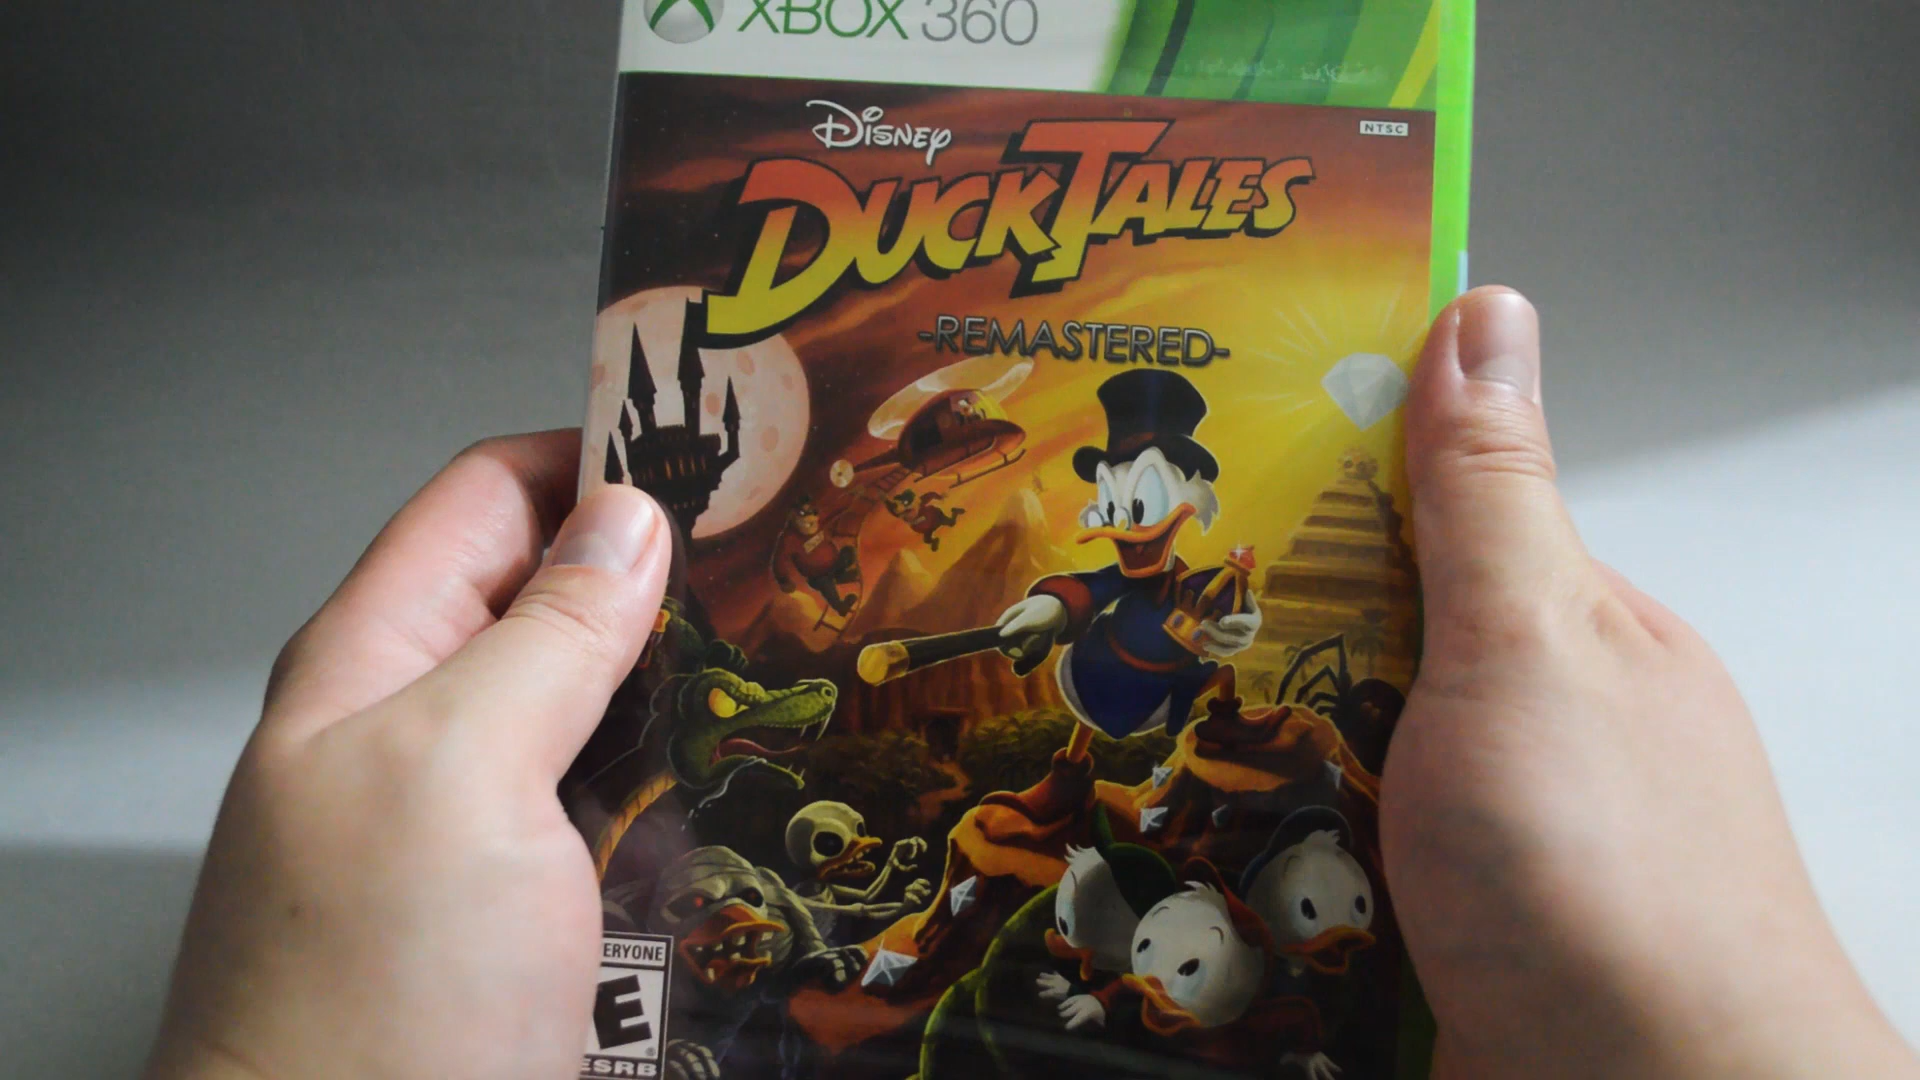 XBOX 360
NTSC
Disney
DUCKTALES
-REMASTERED-
ERYONE
E
ESRB